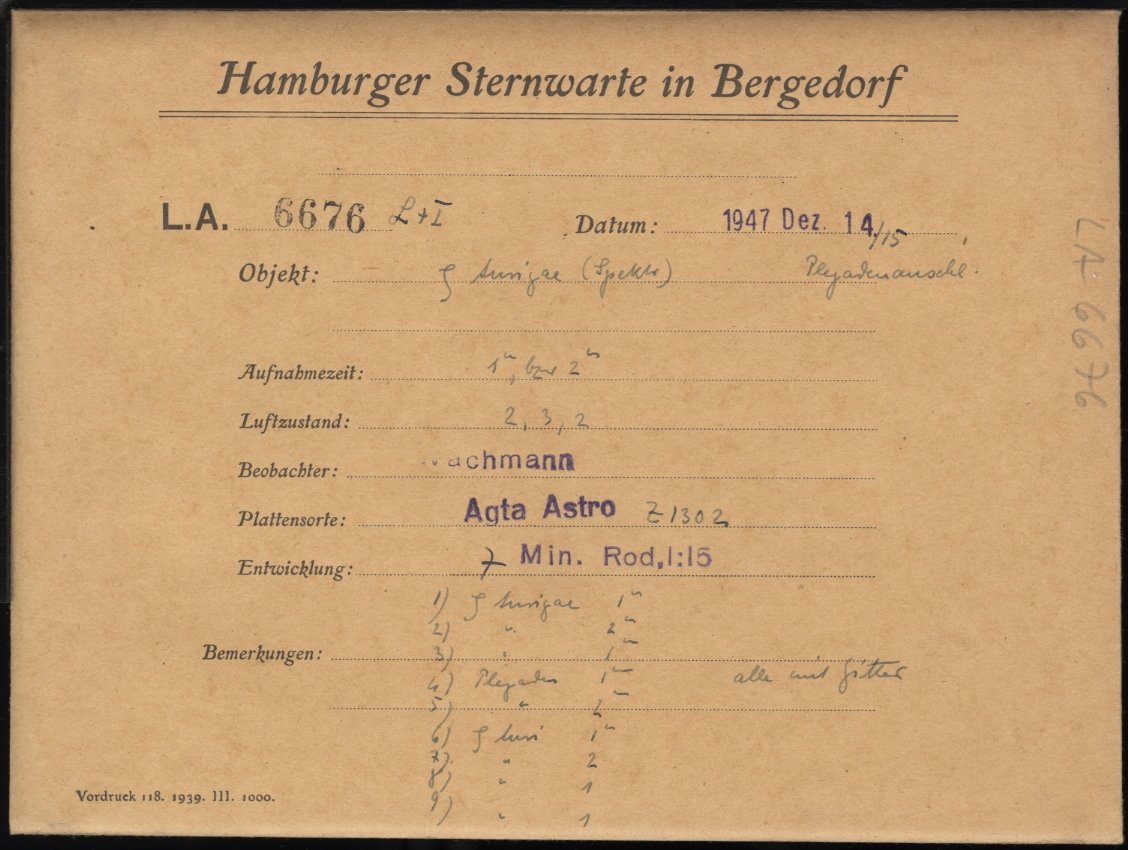 Hamburger Sternwarte in Bergedorf
L.A. 6676 L+I Datum: 1947 Dez. 14/15
Objekt: ζ Aurigae (Spektr) Plejadenanschl.
Aufnahmezeit: 1ᵐ, bzw 2ᵐ
Luftzustand: 2, 3, 2
Beobachter: Wachmann
Plattensorte: Agfa Astro Z 1302
Entwicklung: 7 Min. Rod,1:15
1) ζ Aurigae 1ᵐ
2) " 2ᵐ
Bemerkungen: 3) " 1ᵐ
4) Plejaden 1ᵐ alle mit Gitter
5) " 2ᵐ
6) ζ Auri 1ᵐ
7) " 2
8) " 1
9) " 1
Vordruck 118. 1939. III. 1000.
LA 6676